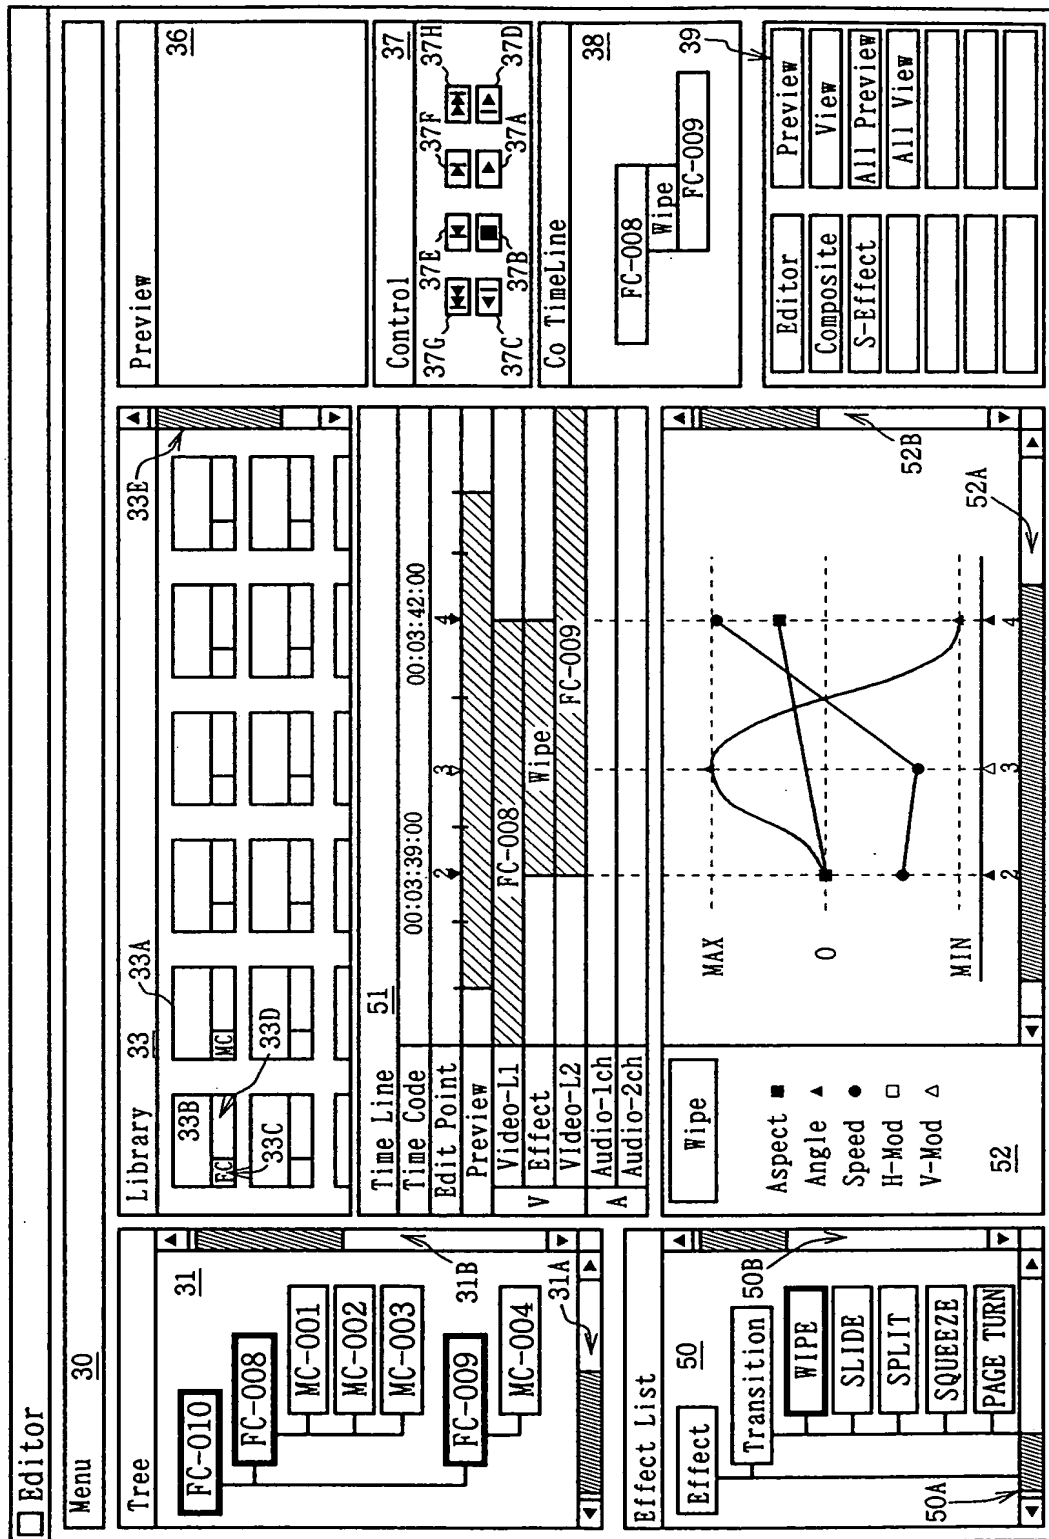 Editor
Menu 30
Tree
31
FC-010
FC-008
MC-001
MC-002
MC-003
FC-009
MC-004
31B
31A
Effect List
50
Effect
Transition
WIPE
SLIDE
SPLIT
SQUEEZE
PAGE TURN
50B
50A
Library 33 33A
33B
FC
33C
33D
MC
33E
Time Line 51
Time Code 00:03:39:00 00:03:42:00
Edit Point 2 3 4
Preview
V
Video-L1 FC-008
Effect Wipe
VIdeo-L2 FC-009
A
Audio-1ch
Audio-2ch
Wipe
Aspect ■
Angle ▲
Speed ●
H-Mod □
V-Mod △
52
MAX
0
MIN
2 3 4
52B
52A
Preview
36
Control 37
37G 37E 37F 37H
37C 37B 37A 37D
Co TimeLine
38
FC-008
Wipe
FC-009
39
Editor Preview
Composite View
S-Effect All Preview
All View